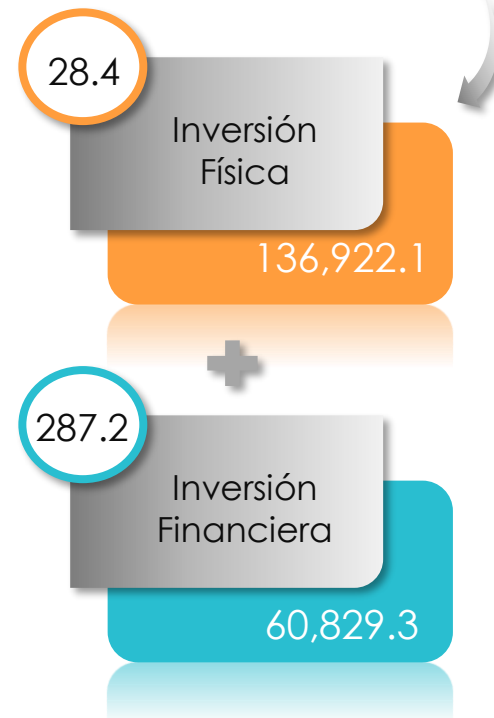 28.4
Inversión
Física
136,922.1
287.2
Inversión
Financiera
60,829.3